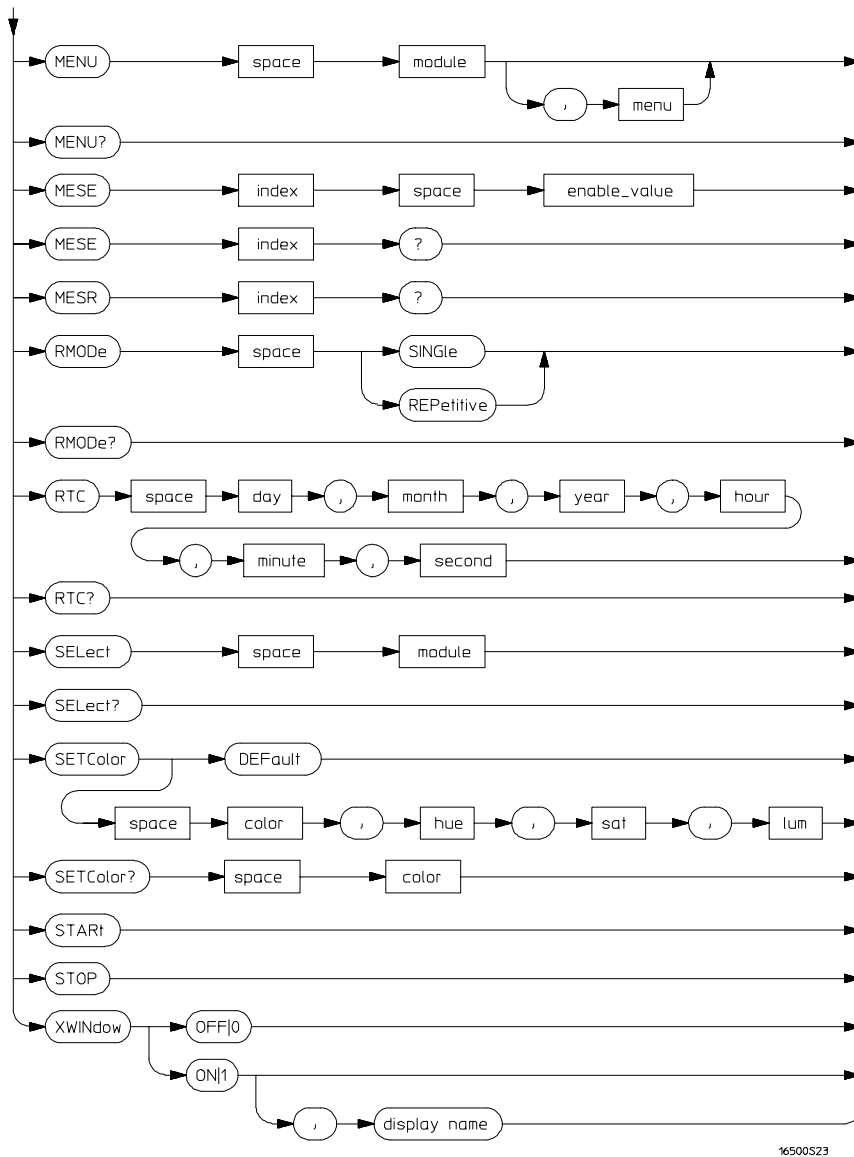 MENU space module
, menu
MENU?
MESE index space enable_value
MESE index ?
MESR index ?
RMODe space SINGle
REPetitive
RMODe?
RTC space day , month , year , hour
, minute , second
RTC?
SELect space module
SELect?
SETColor DEFault
space color , hue , sat , lum
SETColor? space color
STARt
STOP
XWINdow OFF|0
ON|1
, display name
16500S23